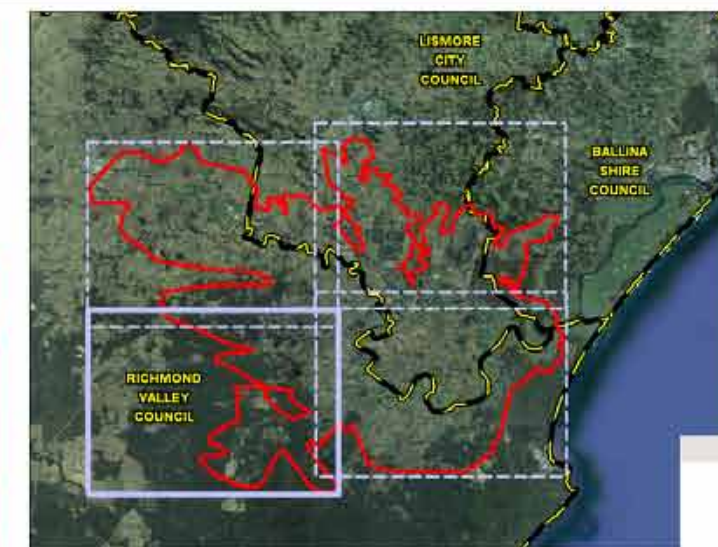 LISMORE
CITY
COUNCIL
BALLINA
SHIRE
COUNCIL
RICHMOND
VALLEY
COUNCIL